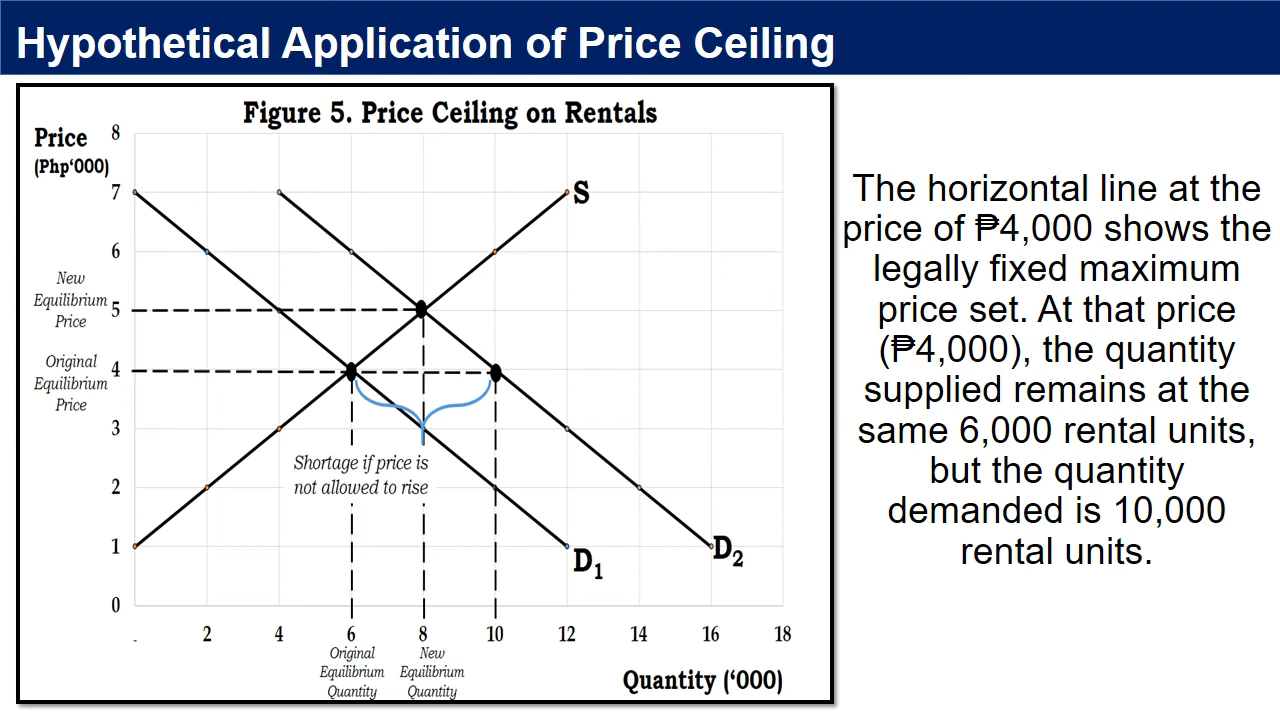 Hypothetical Application of Price Ceiling
Figure 5. Price Ceiling on Rentals
Price
(Php‘000)
8
7
6
New
Equilibrium
Price
5
Original
Equilibrium
Price
4
3
2
1
0
S
Shortage if price is
not allowed to rise
D1
D2
-
2
4
6
8
10
12
14
16
18
Original
Equilibrium
Quantity
New
Equilibrium
Quantity
Quantity (‘000)
The horizontal line at the
price of ₱4,000 shows the
legally fixed maximum
price set. At that price
(₱4,000), the quantity
supplied remains at the
same 6,000 rental units,
but the quantity
demanded is 10,000
rental units.